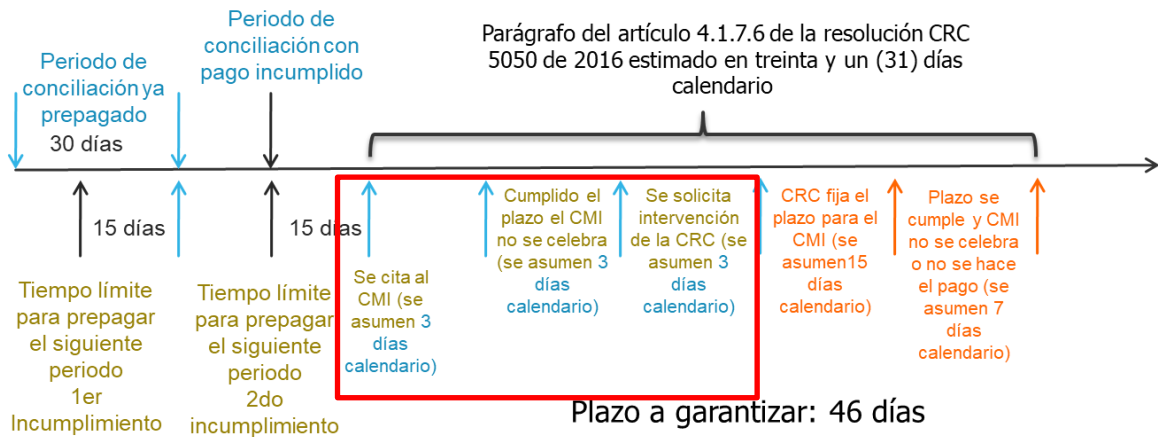 Periodo de
conciliación ya
prepagado
30 días
Periodo de
conciliación con
pago incumplido
Parágrafo del artículo 4.1.7.6 de la resolución CRC
5050 de 2016 estimado en treinta y un (31) días
calendario
15 días
15 días
Tiempo límite
para prepagar
el siguiente
periodo
1er
Incumplimiento
Tiempo límite
para prepagar
el siguiente
periodo
2do
incumplimiento
Se cita al
CMI (se
asumen 3
días
calendario)
Cumplido el
plazo el CMI
no se celebra
(se asumen 3
días
calendario)
Se solicita
intervención
de la CRC (se
asumen 3
días
calendario)
CRC fija el
plazo para el
CMI (se
asumen15
días
calendario)
Plazo se
cumple y CMI
no se celebra
o no se hace
el pago (se
asumen 7
días
calendario)
Plazo a garantizar: 46 días